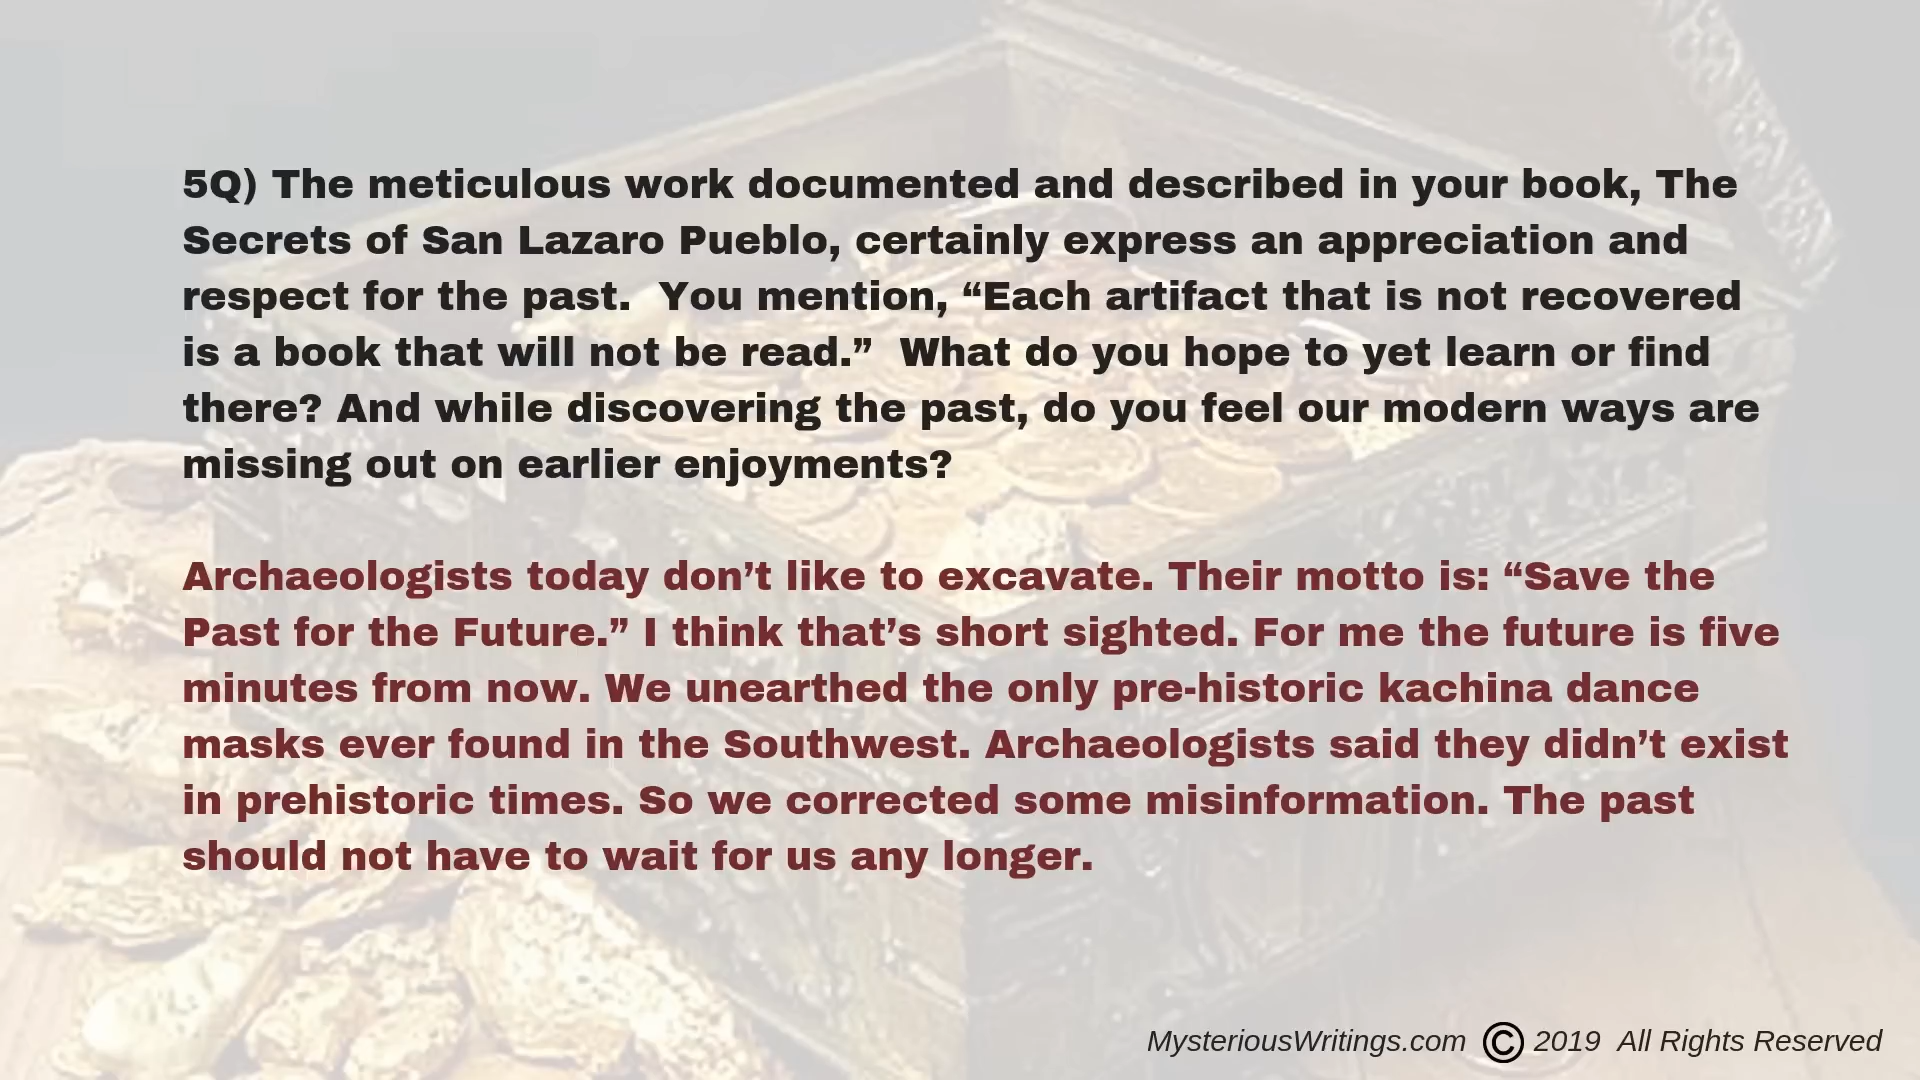 5Q) The meticulous work documented and described in your book, The
Secrets of San Lazaro Pueblo, certainly express an appreciation and
respect for the past.  You mention, “Each artifact that is not recovered
is a book that will not be read.”  What do you hope to yet learn or find
there? And while discovering the past, do you feel our modern ways are
missing out on earlier enjoyments?
Archaeologists today don’t like to excavate. Their motto is: “Save the
Past for the Future.” I think that’s short sighted. For me the future is five
minutes from now. We unearthed the only pre-historic kachina dance
masks ever found in the Southwest. Archaeologists said they didn’t exist
in prehistoric times. So we corrected some misinformation. The past
should not have to wait for us any longer.
MysteriousWritings.com © 2019  All Rights Reserved